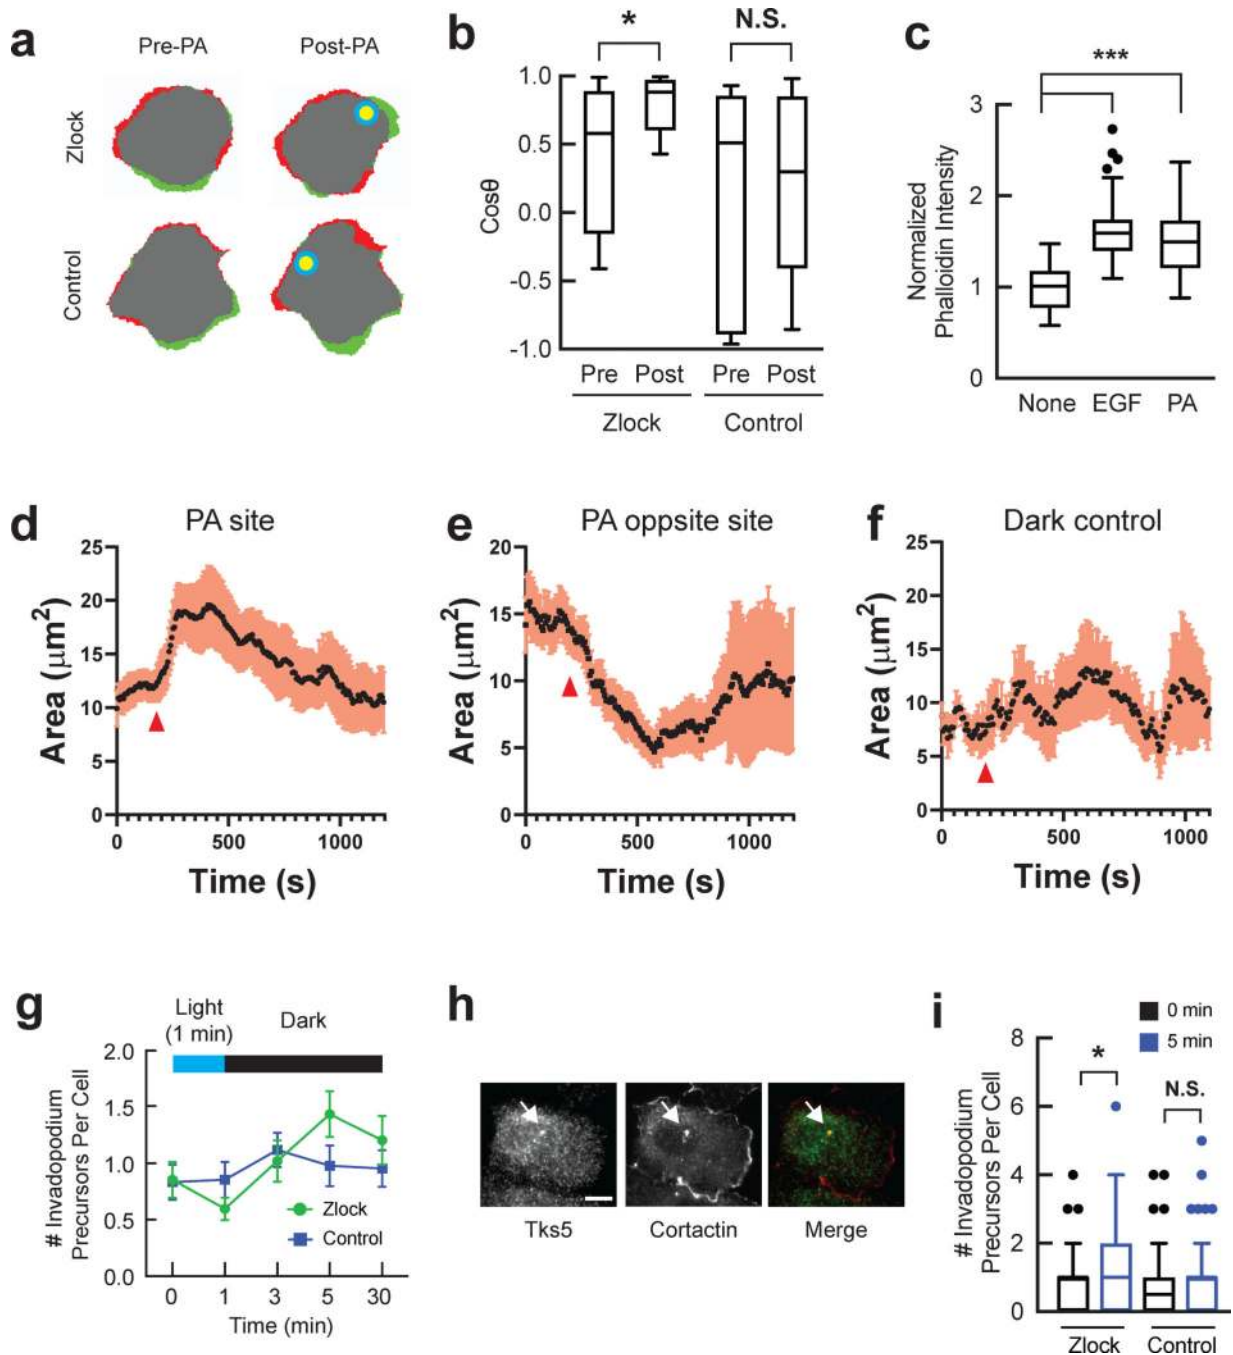 a
Pre-PA
Post-PA
Zlock
Control
b
*
N.S.
Cosθ
1.0
0.5
0.0
-0.5
-1.0
Pre Post Pre Post
Zlock Control
c
***
Normalized
Phalloidin Intensity
3
2
1
0
None EGF PA
d
PA site
Area (μm²)
25
20
15
10
5
0
0 500 1000
Time (s)
e
PA oppsite site
Area (μm²)
20
15
10
5
0
0 500 1000
Time (s)
f
Dark control
Area (μm²)
25
20
15
10
5
0
0 500 1000
Time (s)
g
Light
(1 min)
Dark
# Invadopodium
Precursors Per Cell
2.0
1.5
1.0
0.5
0.0
Zlock
Control
0 1 3 5 30
Time (min)
h
Tks5 Cortactin Merge
i
0 min
5 min
*
N.S.
# Invadopodium
Precursors Per Cell
8
6
4
2
0
Zlock Control